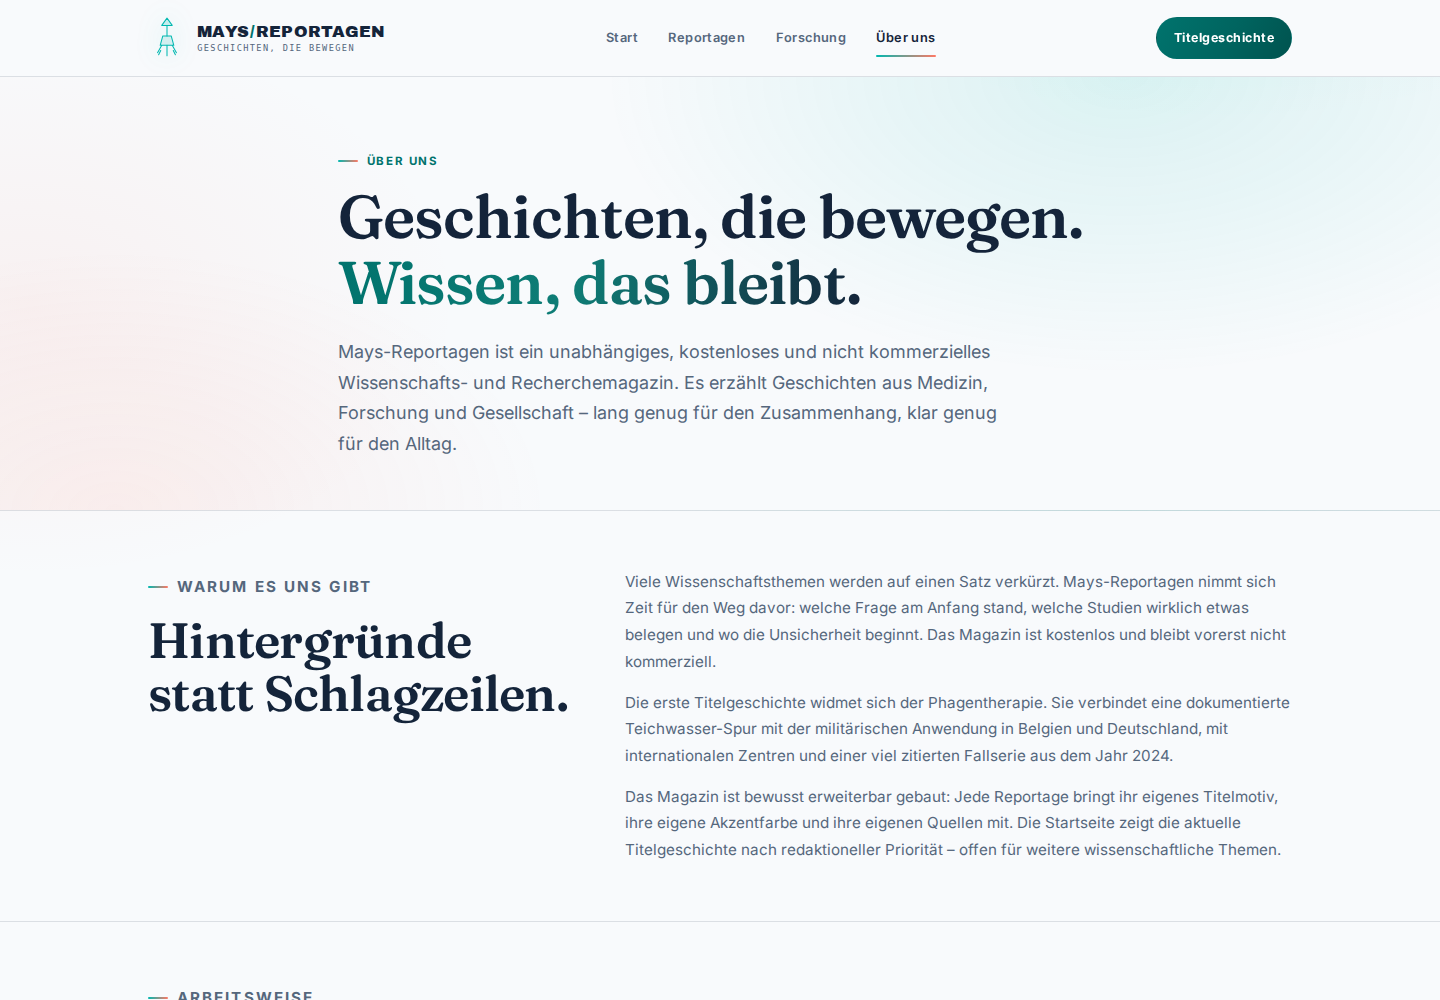 MAYS/REPORTAGEN
GESCHICHTEN, DIE BEWEGEN
Start
Reportagen
Forschung
Über uns
Titelgeschichte
ÜBER UNS
Geschichten, die bewegen.
Wissen, das bleibt.
Mays-Reportagen ist ein unabhängiges, kostenloses und nicht kommerzielles
Wissenschafts- und Recherchemagazin. Es erzählt Geschichten aus Medizin,
Forschung und Gesellschaft – lang genug für den Zusammenhang, klar genug
für den Alltag.
WARUM ES UNS GIBT
Hintergründe
statt Schlagzeilen.
Viele Wissenschaftsthemen werden auf einen Satz verkürzt. Mays-Reportagen nimmt sich
Zeit für den Weg davor: welche Frage am Anfang stand, welche Studien wirklich etwas
belegen und wo die Unsicherheit beginnt. Das Magazin ist kostenlos und bleibt vorerst nicht
kommerziell.
Die erste Titelgeschichte widmet sich der Phagentherapie. Sie verbindet eine dokumentierte
Teichwasser-Spur mit der militärischen Anwendung in Belgien und Deutschland, mit
internationalen Zentren und einer viel zitierten Fallserie aus dem Jahr 2024.
Das Magazin ist bewusst erweiterbar gebaut: Jede Reportage bringt ihr eigenes Titelmotiv,
ihre eigene Akzentfarbe und ihre eigenen Quellen mit. Die Startseite zeigt die aktuelle
Titelgeschichte nach redaktioneller Priorität – offen für weitere wissenschaftliche Themen.
ARBEITSWEISE